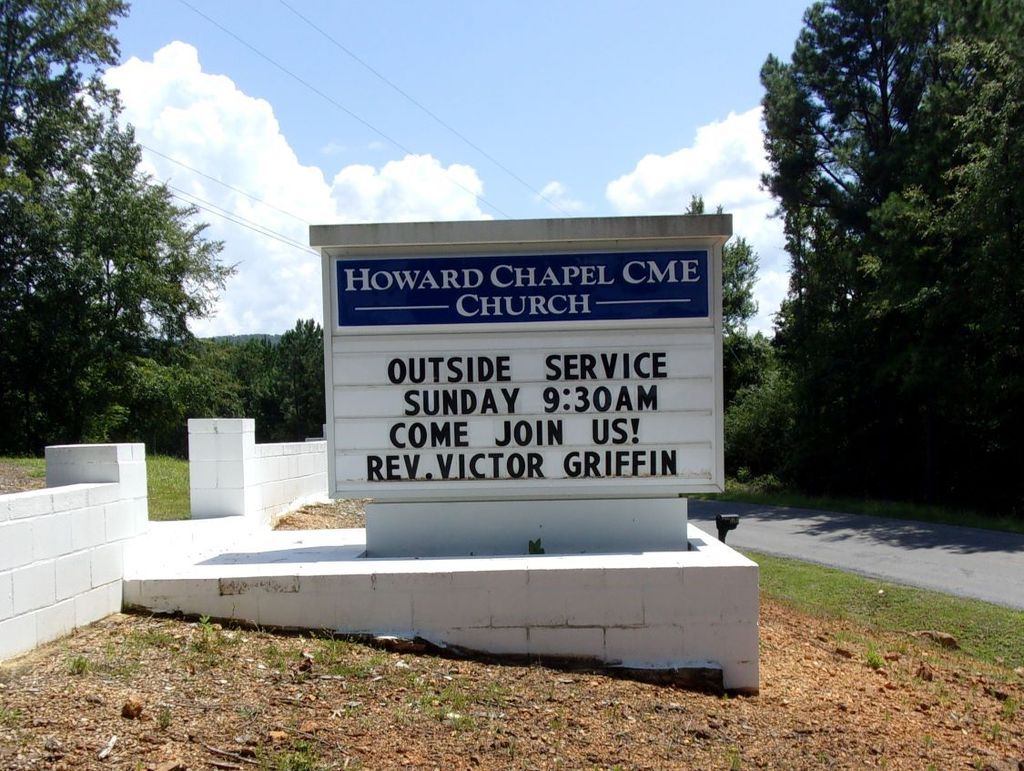 HOWARD CHAPEL CME
CHURCH
OUTSIDE SERVICE
SUNDAY 9:30AM
COME JOIN US!
REV. VICTOR GRIFFIN